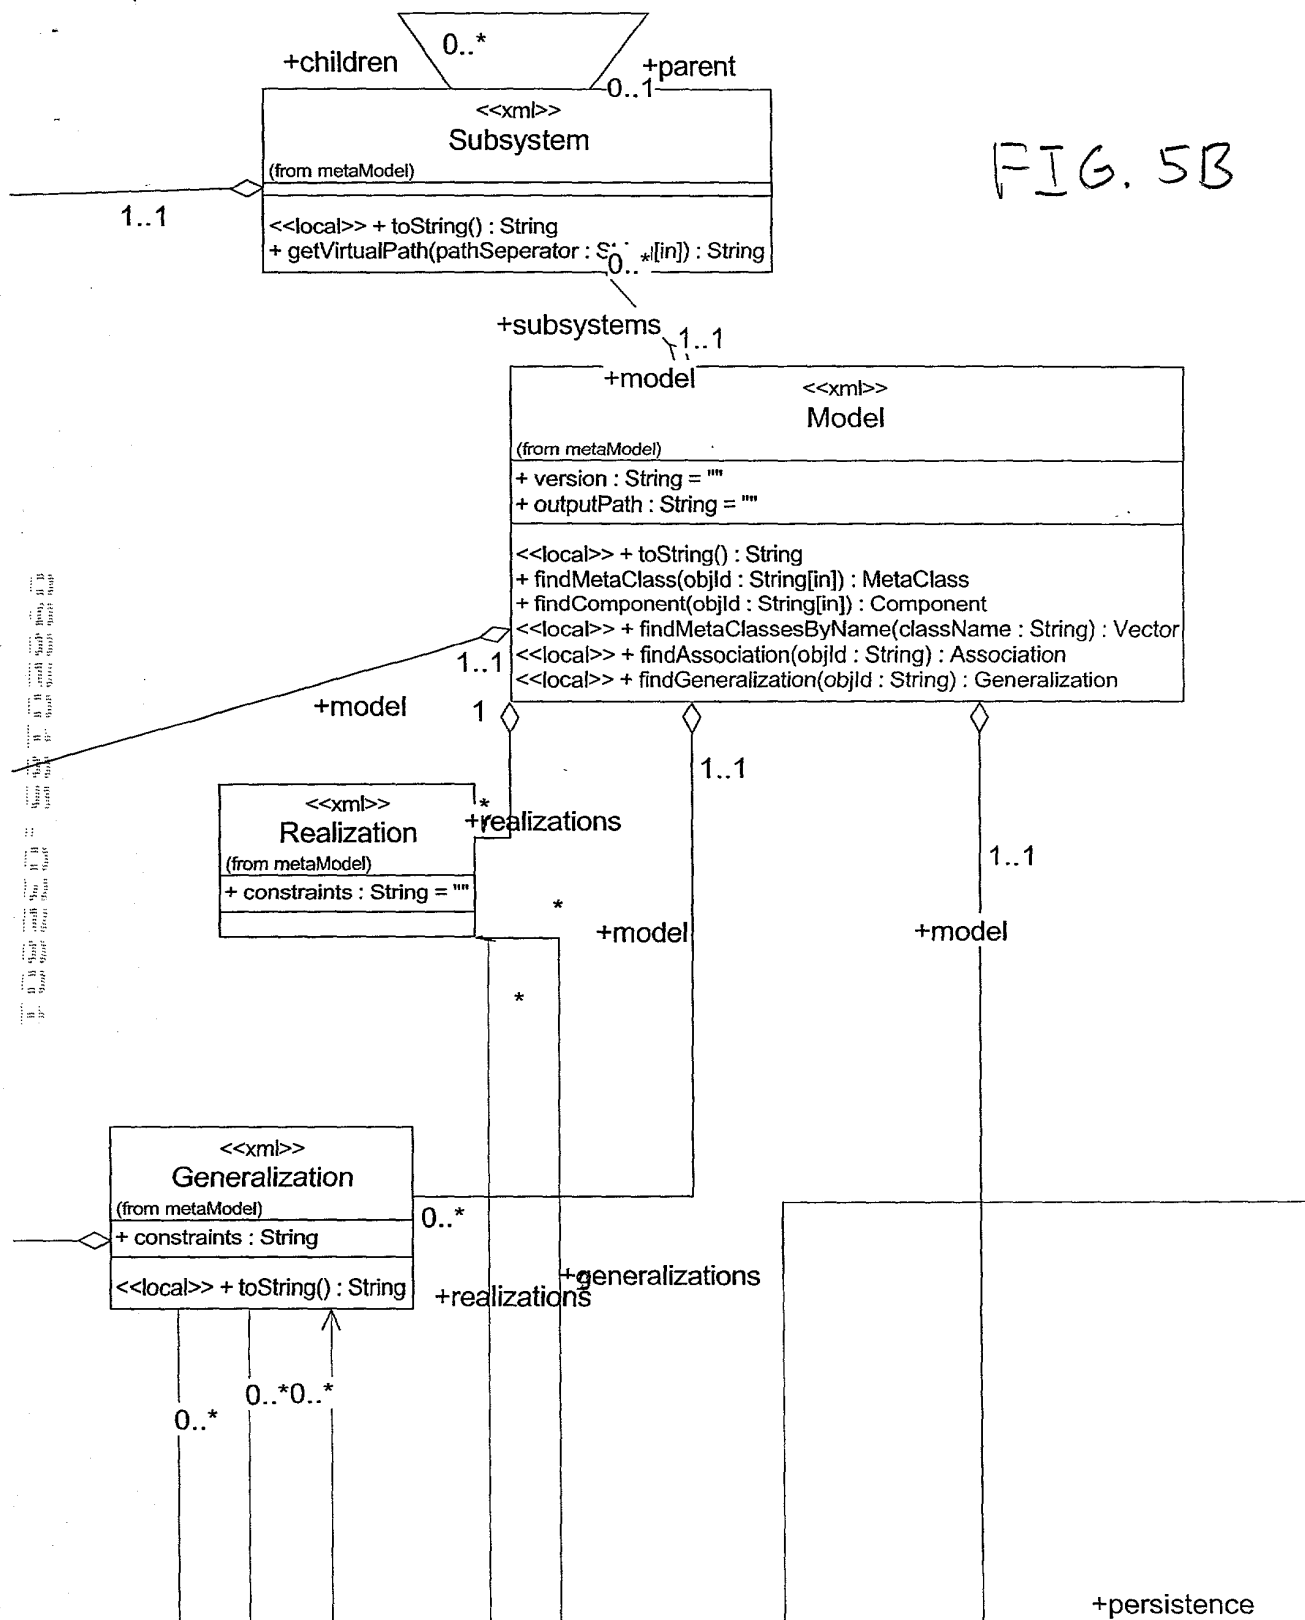 0..*
+children
+parent
0..1
<<xml>>
Subsystem
(from metaModel)
FIG. 5B
1..1
<<local>> + toString() : String
+ getVirtualPath(pathSeperator : [in]) : String
0..*
+subsystems
1..1
+model
<<xml>>
Model
(from metaModel)
+ version : String = ""
+ outputPath : String = ""
<<local>> + toString() : String
+ findMetaClass(objId : String[in]) : MetaClass
+ findComponent(objId : String[in]) : Component
<<local>> + findMetaClassesByName(className : String) : Vector
<<local>> + findAssociation(objId : String) : Association
<<local>> + findGeneralization(objId : String) : Generalization
1..1
+model
1
1..1
<<xml>>
Realization
(from metaModel)
+ constraints : String = ""
*
+realizations
1..1
*
+model
+model
*
<<xml>>
Generalization
(from metaModel)
+ constraints : String
<<local>> + toString() : String
0..*
+generalizations
+realizations
0..*
0..*
0..*
+persistence